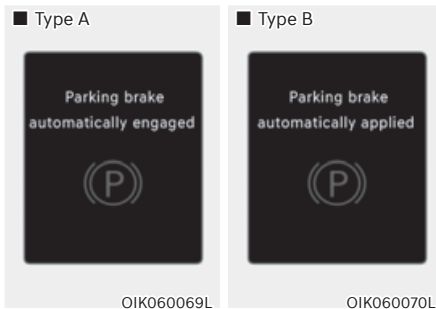 ■ Type A
Parking brake
automatically engaged
P
OIK060069L
■ Type B
Parking brake
automatically applied
P
OIK060070L